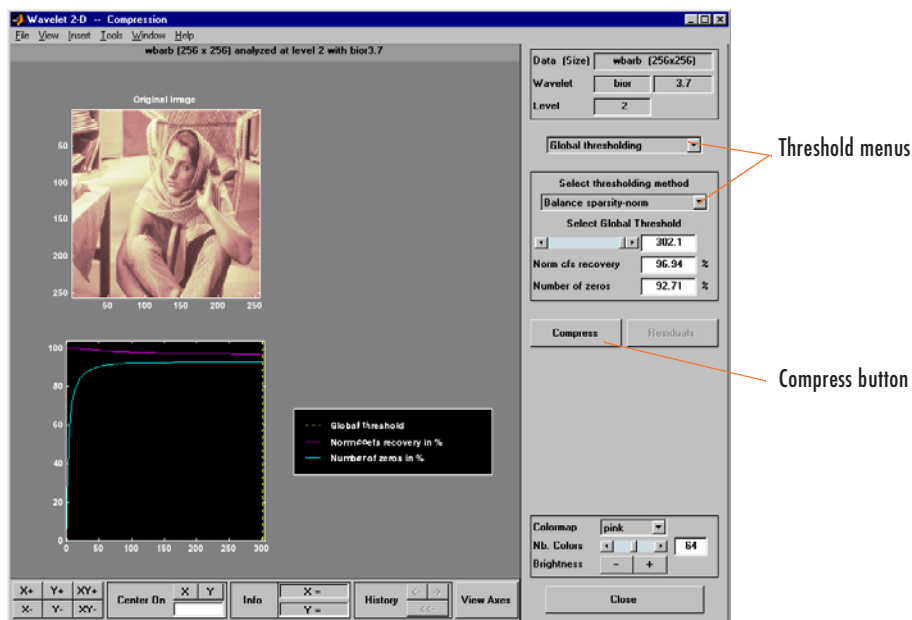 Wavelet 2-D -- Compression
File View Insert Tools Window Help
wbarb (256 x 256) analyzed at level 2 with bior3.7
Data (Size) wbarb (256x256)
Wavelet bior 3.7
Level 2
Original image
50
100
150
200
250
50 100 150 200 250
Global thresholding
Threshold menus
Select thresholding method
Balance sparsity-norm
Select Global Threshold
302.1
Norm cfs recovery 96.94 %
Number of zeros 92.71 %
Compress Residuals
Compress button
100
80
60
40
20
0
0 50 100 150 200 250 300
Global threshold
Norm coefs recovery in %
Number of zeros in %
Colormap pink
Nb. Colors 64
Brightness - +
X+ Y+ XY+
X- Y- XY-
Center On X Y
Info X =
Y =
History <- ->
<<-
View Axes
Close